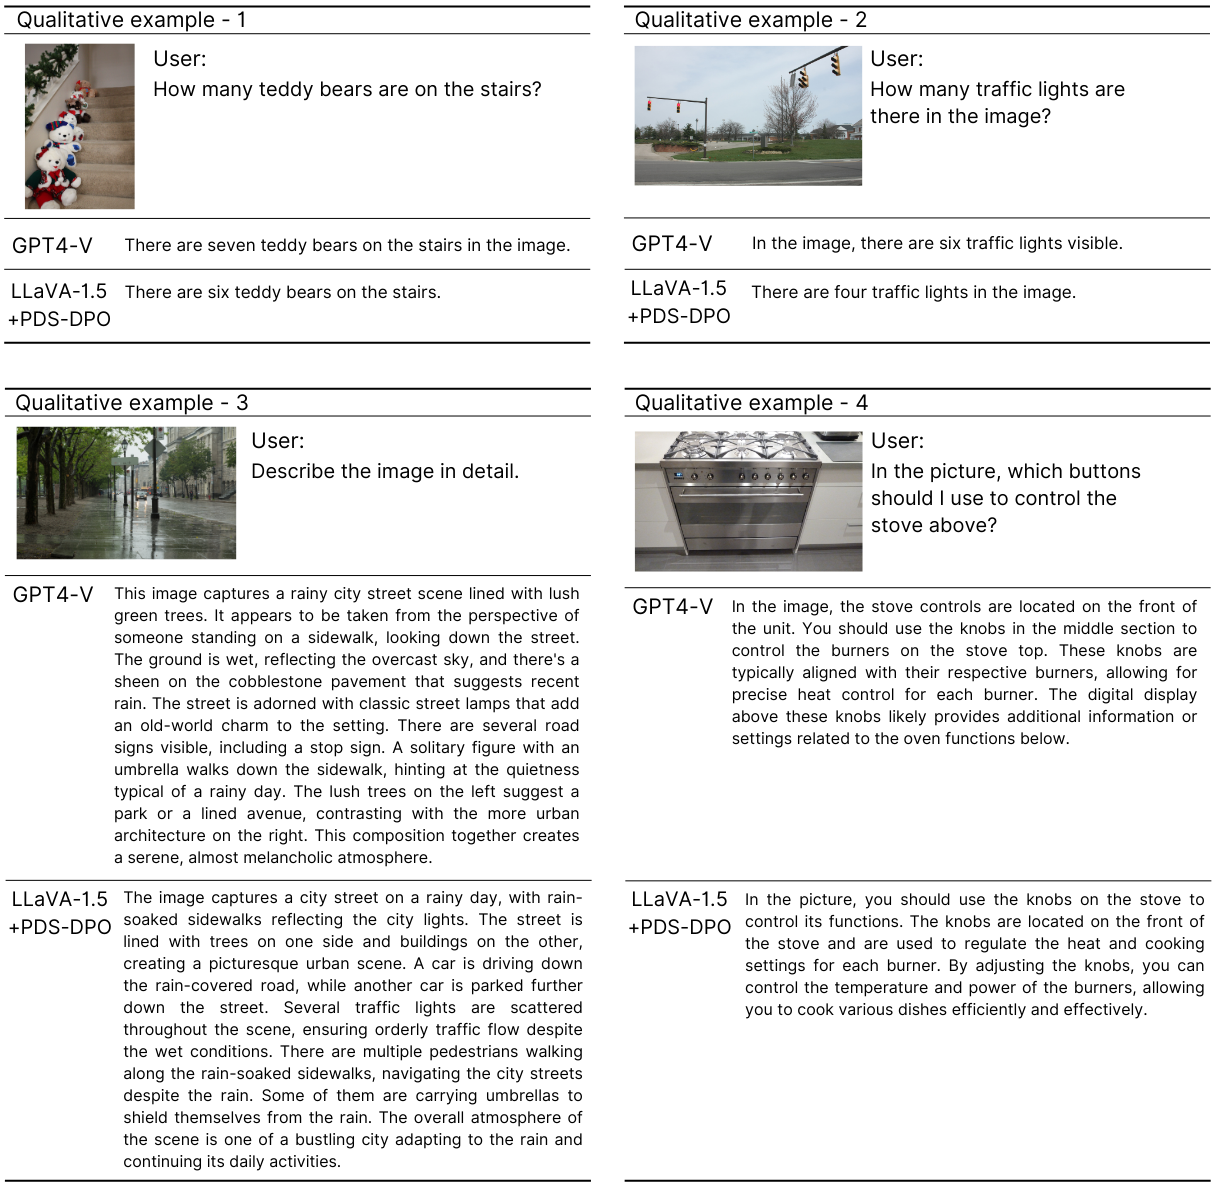 Qualitative example - 1
User:
How many teddy bears are on the stairs?
GPT4-V
There are seven teddy bears on the stairs in the image.
LLaVA-1.5
+PDS-DPO
There are six teddy bears on the stairs.
Qualitative example - 2
User:
How many traffic lights are
there in the image?
GPT4-V
In the image, there are six traffic lights visible.
LLaVA-1.5
+PDS-DPO
There are four traffic lights in the image.
Qualitative example - 3
User:
Describe the image in detail.
GPT4-V
This image captures a rainy city street scene lined with lush
green trees. It appears to be taken from the perspective of
someone standing on a sidewalk, looking down the street.
The ground is wet, reflecting the overcast sky, and there's a
sheen on the cobblestone pavement that suggests recent
rain. The street is adorned with classic street lamps that add
an old-world charm to the setting. There are several road
signs visible, including a stop sign. A solitary figure with an
umbrella walks down the sidewalk, hinting at the quietness
typical of a rainy day. The lush trees on the left suggest a
park or a lined avenue, contrasting with the more urban
architecture on the right. This composition together creates
a serene, almost melancholic atmosphere.
LLaVA-1.5
+PDS-DPO
The image captures a city street on a rainy day, with rain-
soaked sidewalks reflecting the city lights. The street is
lined with trees on one side and buildings on the other,
creating a picturesque urban scene. A car is driving down
the rain-covered road, while another car is parked further
down the street. Several traffic lights are scattered
throughout the scene, ensuring orderly traffic flow despite
the wet conditions. There are multiple pedestrians walking
along the rain-soaked sidewalks, navigating the city streets
despite the rain. Some of them are carrying umbrellas to
shield themselves from the rain. The overall atmosphere of
the scene is one of a bustling city adapting to the rain and
continuing its daily activities.
Qualitative example - 4
User:
In the picture, which buttons
should I use to control the
stove above?
GPT4-V
In the image, the stove controls are located on the front of
the unit. You should use the knobs in the middle section to
control the burners on the stove top. These knobs are
typically aligned with their respective burners, allowing for
precise heat control for each burner. The digital display
above these knobs likely provides additional information or
settings related to the oven functions below.
LLaVA-1.5
+PDS-DPO
In the picture, you should use the knobs on the stove to
control its functions. The knobs are located on the front of
the stove and are used to regulate the heat and cooking
settings for each burner. By adjusting the knobs, you can
control the temperature and power of the burners, allowing
you to cook various dishes efficiently and effectively.